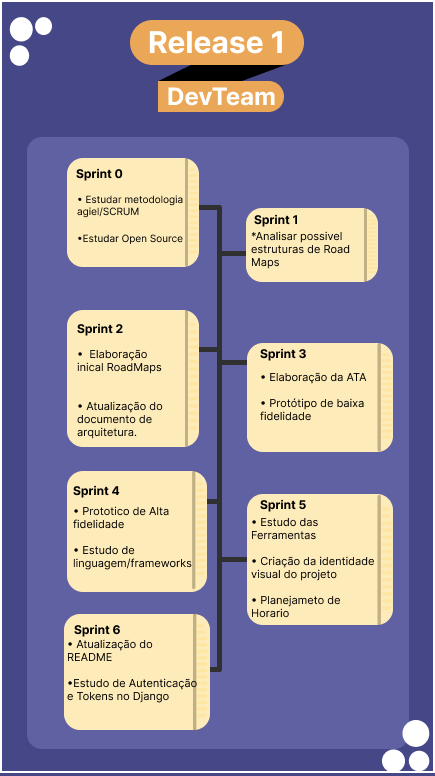 Release 1
DevTeam
Sprint 0
• Estudar metodologia
agiel/SCRUM
•Estudar Open Source
Sprint 1
*Analisar possivel
estruturas de Road
Maps
Sprint 2
• Elaboração
inical RoadMaps
• Atualização do
documento de
arquitetura.
Sprint 3
• Elaboração da ATA
• Protótipo de baixa
fidelidade
Sprint 4
• Prototico de Alta
fidelidade
• Estudo de
linguagem/frameworks
Sprint 5
• Estudo das
Ferramentas
• Criação da identidade
visual do projeto
• Planejameto de
Horario
Sprint 6
• Atualização do
README
•Estudo de Autenticação
e Tokens no Django